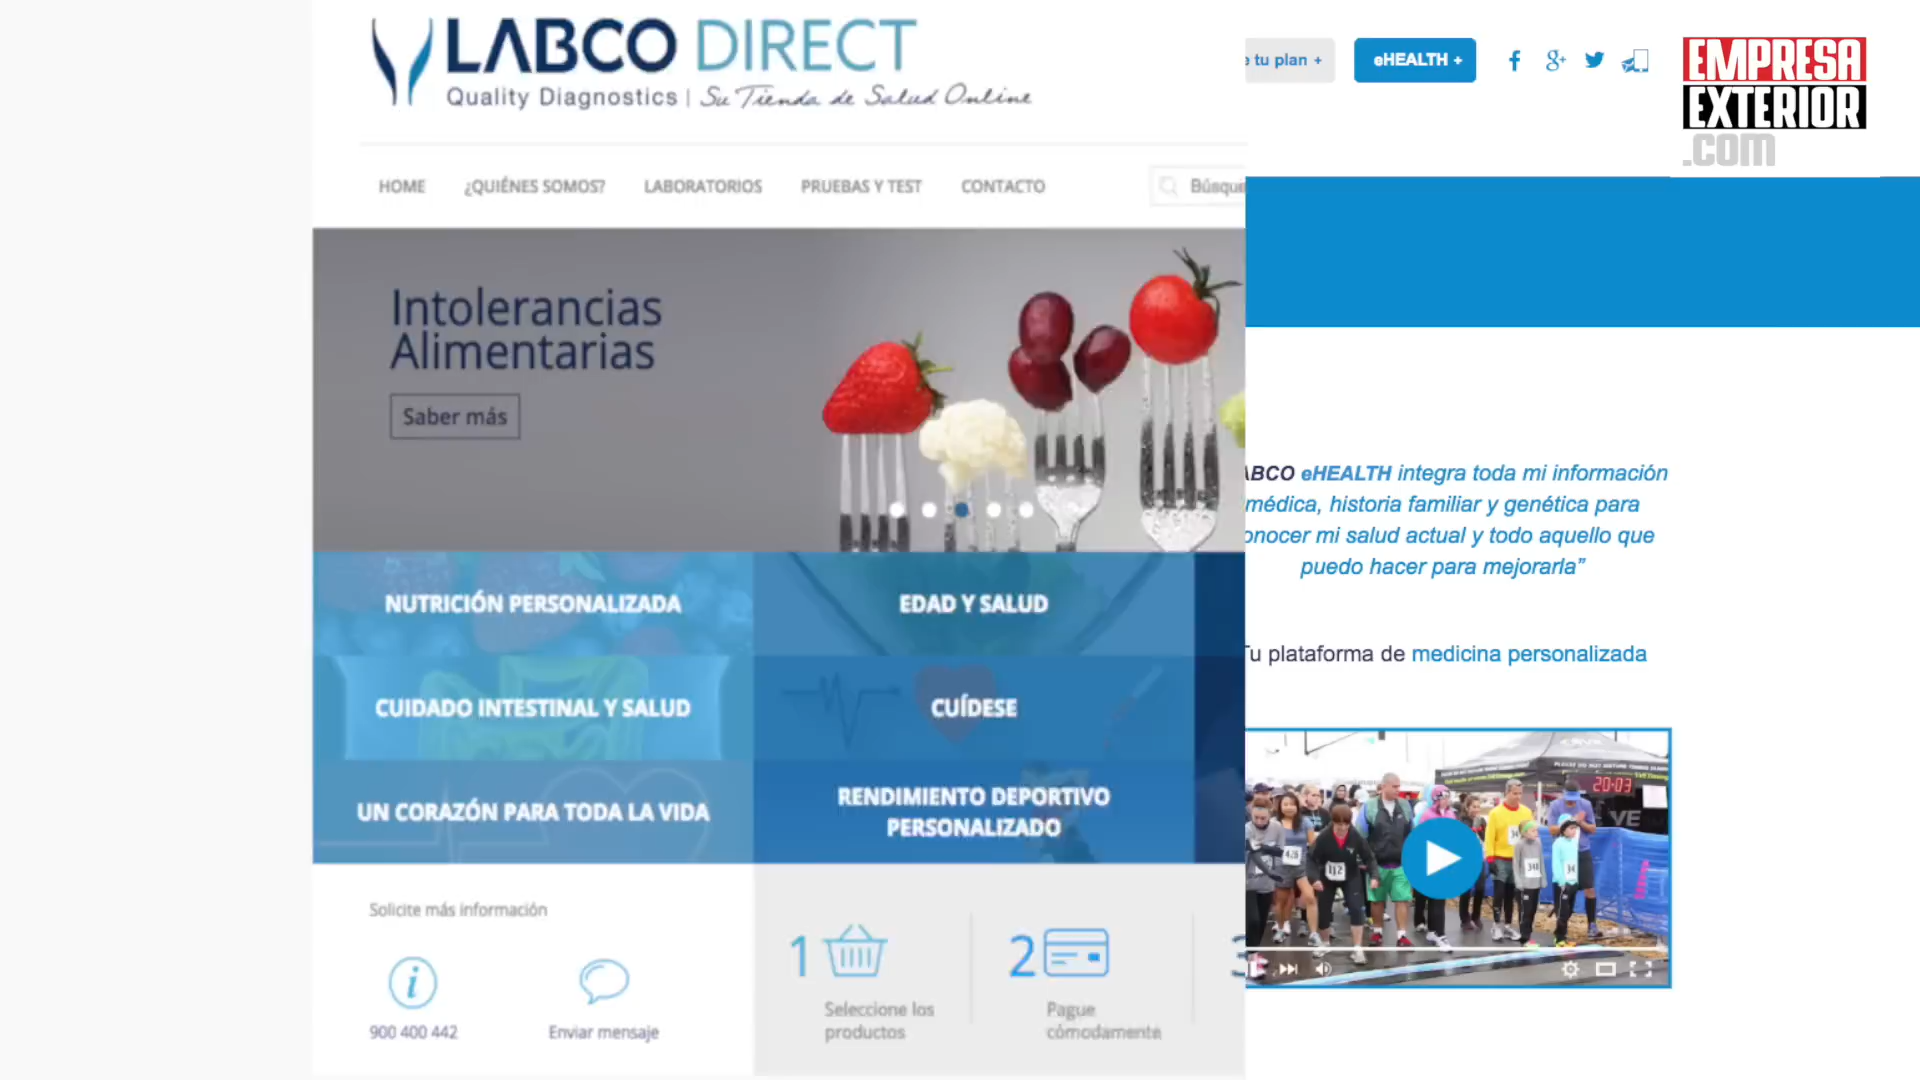 LABCO DIRECT
Quality Diagnostics | Su Tienda de Salud Online
tu plan +
eHEALTH +
EMPRESA
EXTERIOR
.com
HOME
¿QUIÉNES SOMOS?
LABORATORIOS
PRUEBAS Y TEST
CONTACTO
Intolerancias
Alimentarias
Saber más
NUTRICIÓN PERSONALIZADA
EDAD Y SALUD
CUIDADO INTESTINAL Y SALUD
CUÍDESE
UN CORAZÓN PARA TODA LA VIDA
RENDIMIENTO DEPORTIVO
PERSONALIZADO
Solicite más información
900 400 442
Enviar mensaje
1
Seleccione los
productos
2
Pague
cómodamente
eHEALTH integra toda mi información
médica, historia familiar y genética para
mi salud actual y todo aquello que
puedo hacer para mejorarla”
plataforma de medicina personalizada
20:03
112